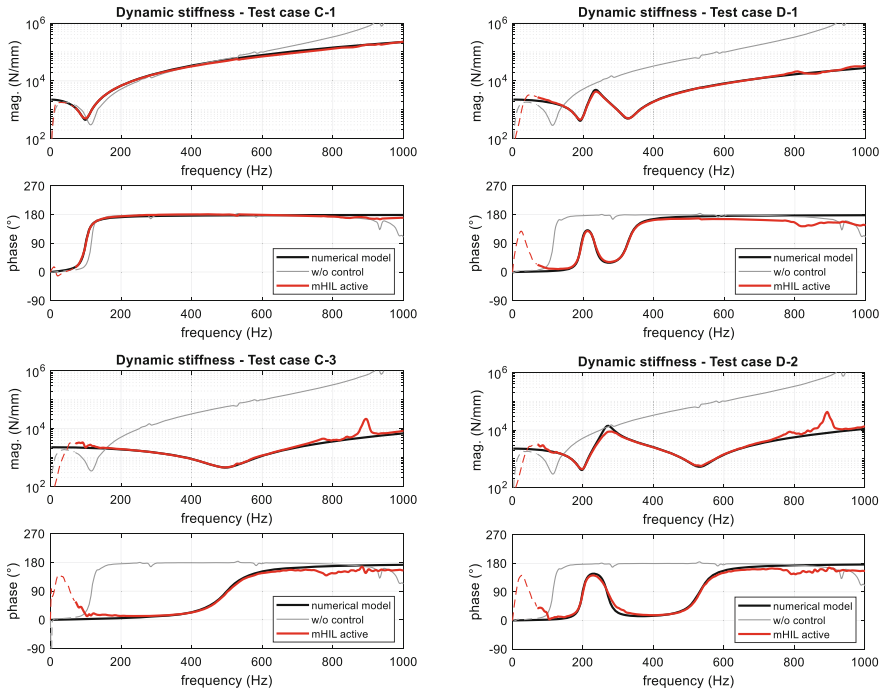 Dynamic stiffness - Test case C-1
mag. (N/mm)
10^6
10^4
10^2
0 200 400 600 800 1000
frequency (Hz)
phase (°)
270
180
90
0
-90
numerical model
w/o control
mHIL active
0 200 400 600 800 1000
frequency (Hz)
Dynamic stiffness - Test case D-1
mag. (N/mm)
10^6
10^4
10^2
0 200 400 600 800 1000
frequency (Hz)
phase (°)
270
180
90
0
-90
numerical model
w/o control
mHIL active
0 200 400 600 800 1000
frequency (Hz)
Dynamic stiffness - Test case C-3
mag. (N/mm)
10^6
10^4
10^2
0 200 400 600 800 1000
frequency (Hz)
phase (°)
270
180
90
0
-90
numerical model
w/o control
mHIL active
0 200 400 600 800 1000
frequency (Hz)
Dynamic stiffness - Test case D-2
mag. (N/mm)
10^6
10^4
10^2
0 200 400 600 800 1000
frequency (Hz)
phase (°)
270
180
90
0
-90
numerical model
w/o control
mHIL active
0 200 400 600 800 1000
frequency (Hz)